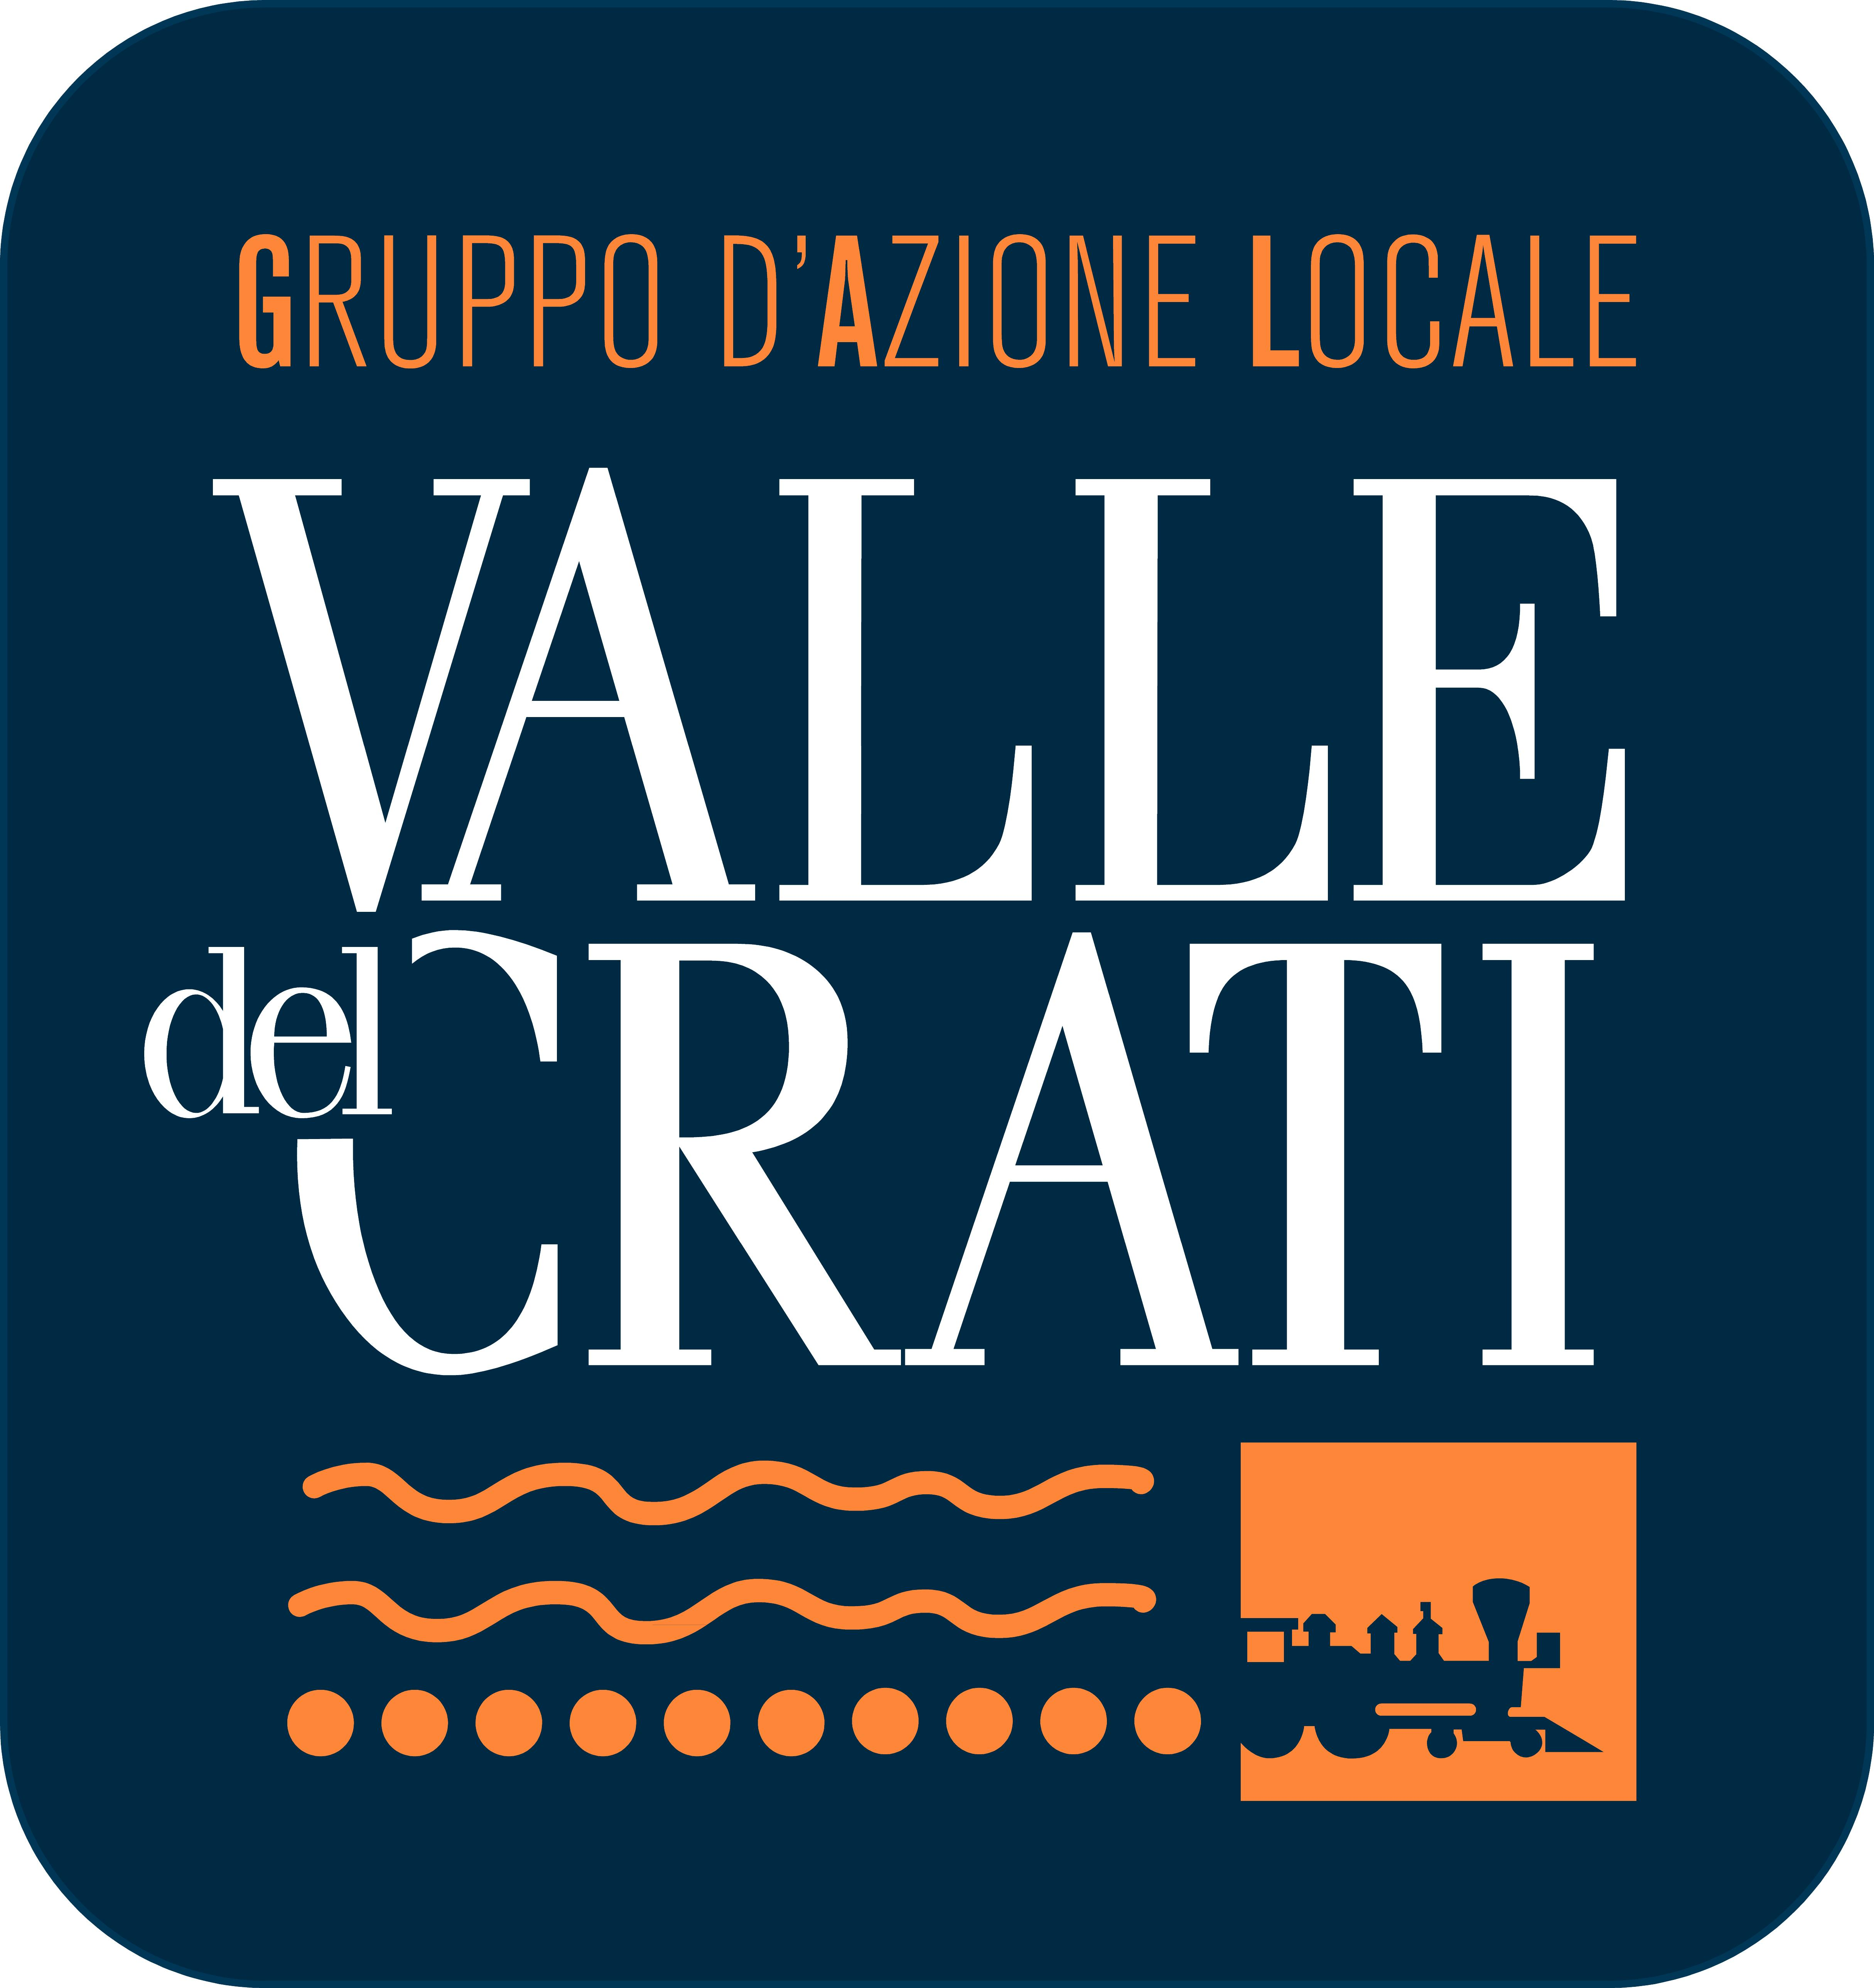 GRUPPO D'AZIONE LOCALE
VALLE
del CRATI